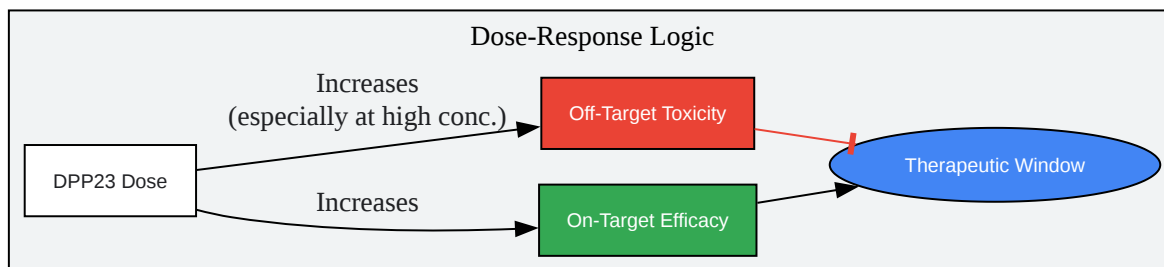 Dose-Response Logic
Increases
(especially at high conc.)
Off-Target Toxicity
DPP23 Dose
Therapeutic Window
Increases
On-Target Efficacy